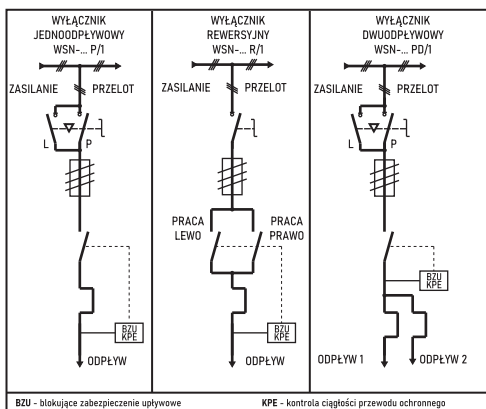 WYŁĄCZNIK
JEDNOODPŁYWOWY
WSN-... P/1
ZASILANIE PRZELOT
L P
BZU
KPE
ODPŁYW
WYŁĄCZNIK
REWERSYJNY
WSN-... R/1
ZASILANIE PRZELOT
PRACA
LEWO
PRACA
PRAWO
BZU
KPE
ODPŁYW
WYŁĄCZNIK
DWUODPŁYWOWY
WSN-... PD/1
ZASILANIE PRZELOT
L P
BZU
KPE
ODPŁYW 1 ODPŁYW 2
BZU - blokujące zabezpieczenie upływowe KPE - kontrola ciągłości przewodu ochronnego